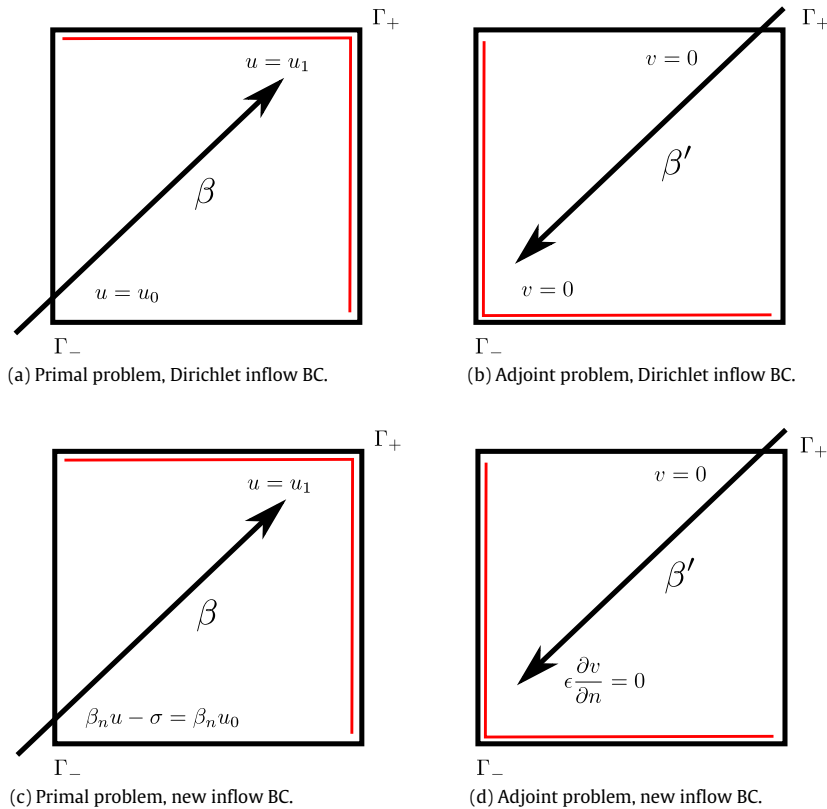 Γ₊ Γ₊
u = u₁ v = 0
β β′
u = u₀ v = 0
Γ₋ Γ₋
(a) Primal problem, Dirichlet inflow BC. (b) Adjoint problem, Dirichlet inflow BC.
Γ₊ Γ₊
u = u₁ v = 0
β β′
βₙu − σ = βₙu₀ ϵ ∂v/∂n = 0
Γ₋ Γ₋
(c) Primal problem, new inflow BC. (d) Adjoint problem, new inflow BC.